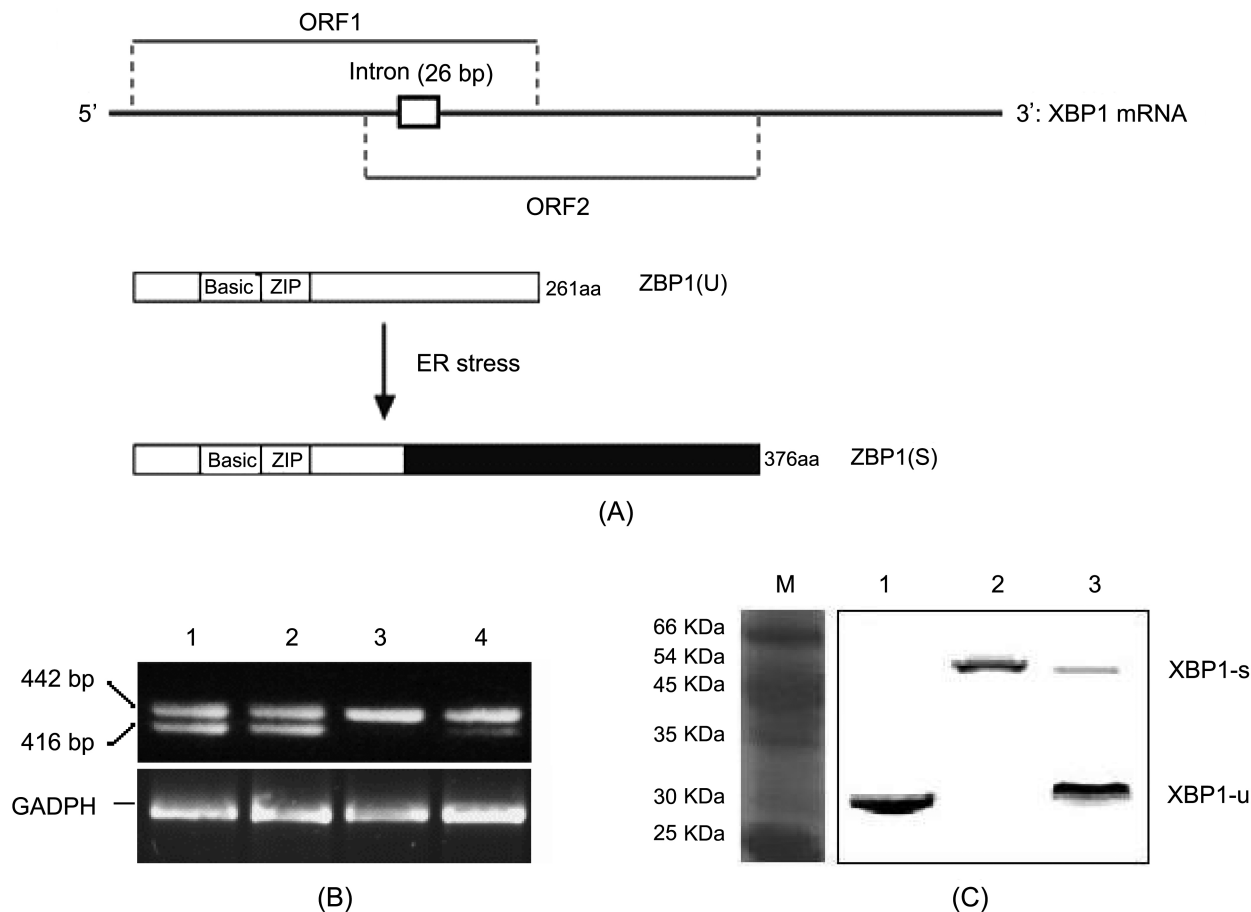 ORF1
Intron (26 bp)
5’
3’: XBP1 mRNA
ORF2
Basic ZIP
261aa
ZBP1(U)
ER stress
Basic ZIP
376aa
ZBP1(S)
(A)
1 2 3 4
442 bp
416 bp
GADPH
(B)
M 1 2 3
66 KDa
54 KDa
45 KDa
35 KDa
30 KDa
25 KDa
XBP1-s
XBP1-u
(C)